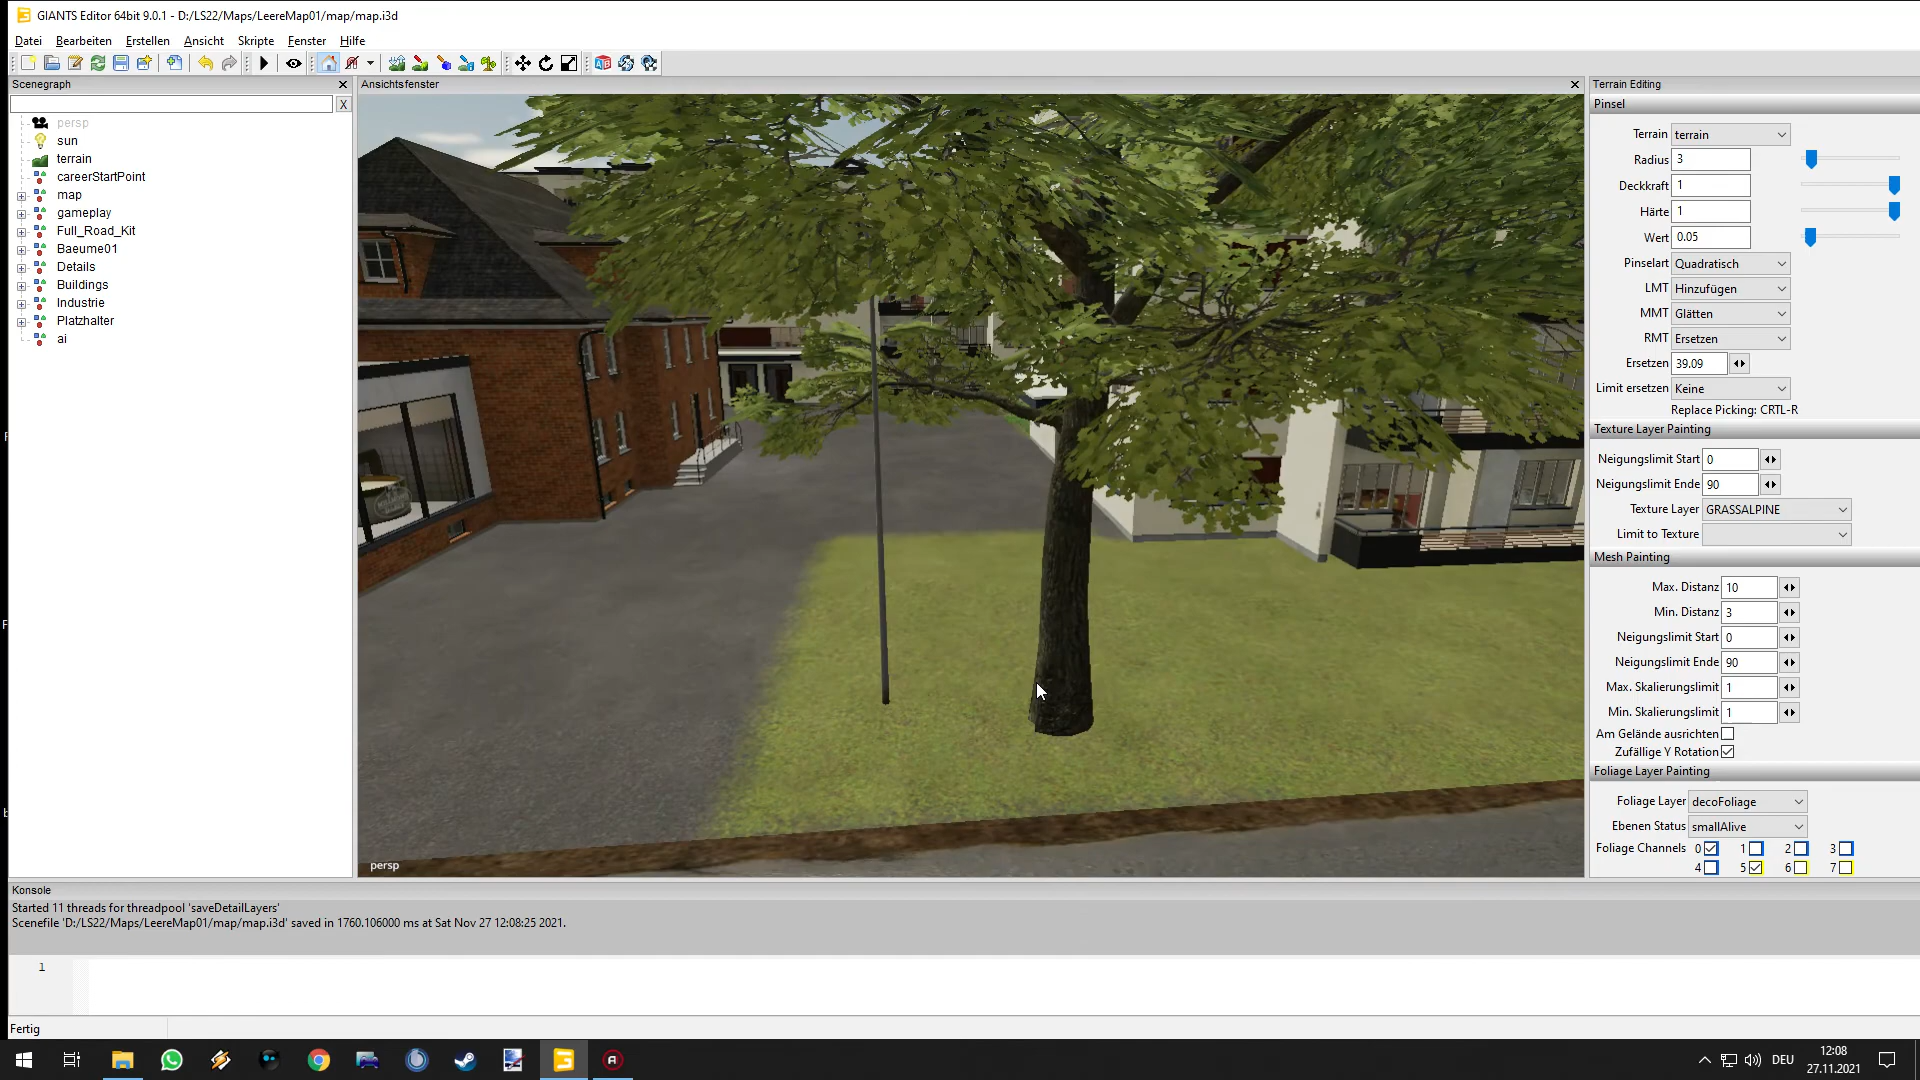 GIANTS Editor 64bit 9.0.1 - D:/LS22/Maps/LeereMap01/map/map.i3d
Datei Bearbeiten Erstellen Ansicht Skripte Fenster Hilfe
Scenegraph
X
persp
sun
terrain
careerStartPoint
map
gameplay
Full_Road_Kit
Baeume01
Details
Buildings
Industrie
Platzhalter
ai
Ansichtsfenster
persp
Terrain Editing
Pinsel
Terrain terrain
Radius 3
Deckkraft 1
Härte 1
Wert 0.05
Pinselart Quadratisch
LMT Hinzufügen
MMT Glätten
RMT Ersetzen
Ersetzen 39.09
Limit ersetzen Keine
Replace Picking: CRTL-R
Texture Layer Painting
Neigungslimit Start 0
Neigungslimit Ende 90
Texture Layer GRASSALPINE
Limit to Texture
Mesh Painting
Max. Distanz 10
Min. Distanz 3
Neigungslimit Start 0
Neigungslimit Ende 90
Max. Skalierungslimit 1
Min. Skalierungslimit 1
Am Gelände ausrichten
Zufällige Y Rotation
Foliage Layer Painting
Foliage Layer decoFoliage
Ebenen Status smallAlive
Foliage Channels 0 1 2 3
4 5 6 7
Konsole
Started 11 threads for threadpool 'saveDetailLayers'
Scenefile 'D:/LS22/Maps/LeereMap01/map/map.i3d' saved in 1760.106000 ms at Sat Nov 27 12:08:25 2021.
1
Fertig
DEU
12:08
27.11.2021